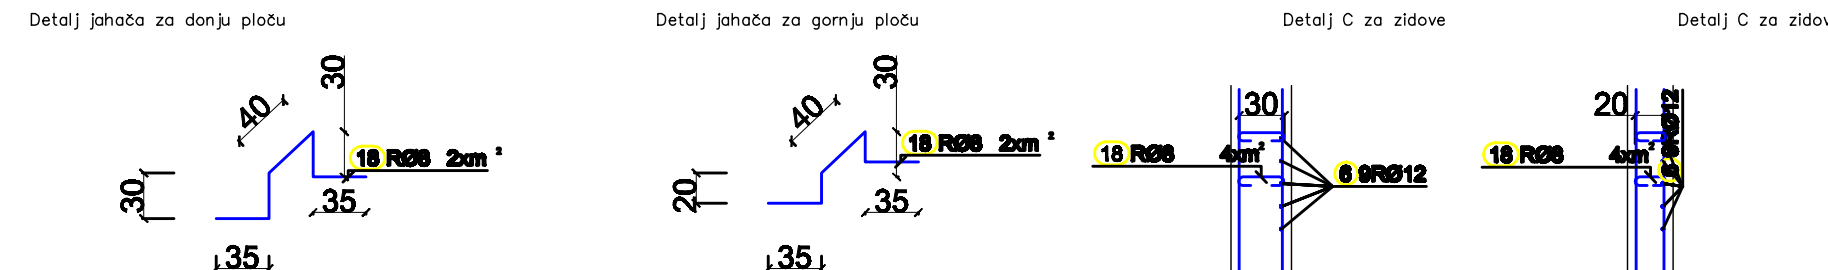 Detalj jahača za donju ploču
30
40
18 RØ8 2xm²
30
35
35
Detalj jahača za gornju ploču
30
40
18 RØ8 2xm²
20
35
35
Detalj C za zidove
30
18 RØ8 4xm²
6 9RØ12
Detalj C za zidov
20
18 RØ8 4xm²